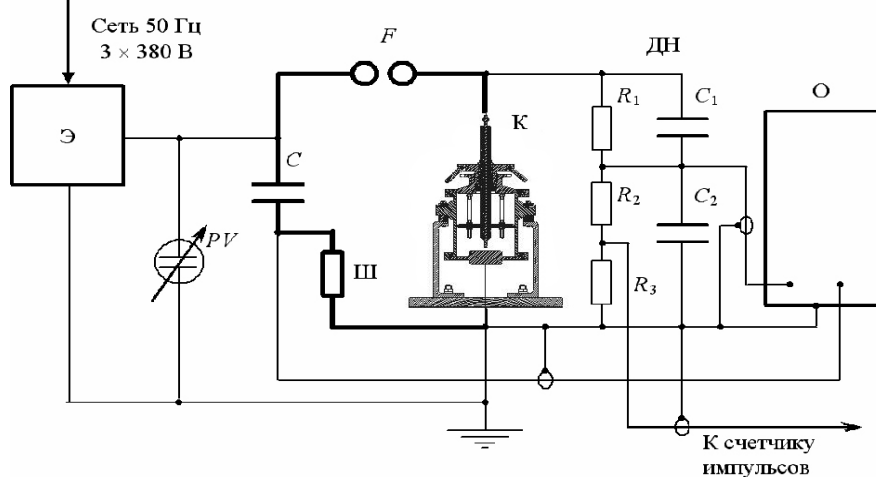 Сеть 50 Гц
3 × 380 В
F
ДН
Э
C
К
R1
C1
О
R2
C2
PV
Ш
R3
К счетчику
импульсов